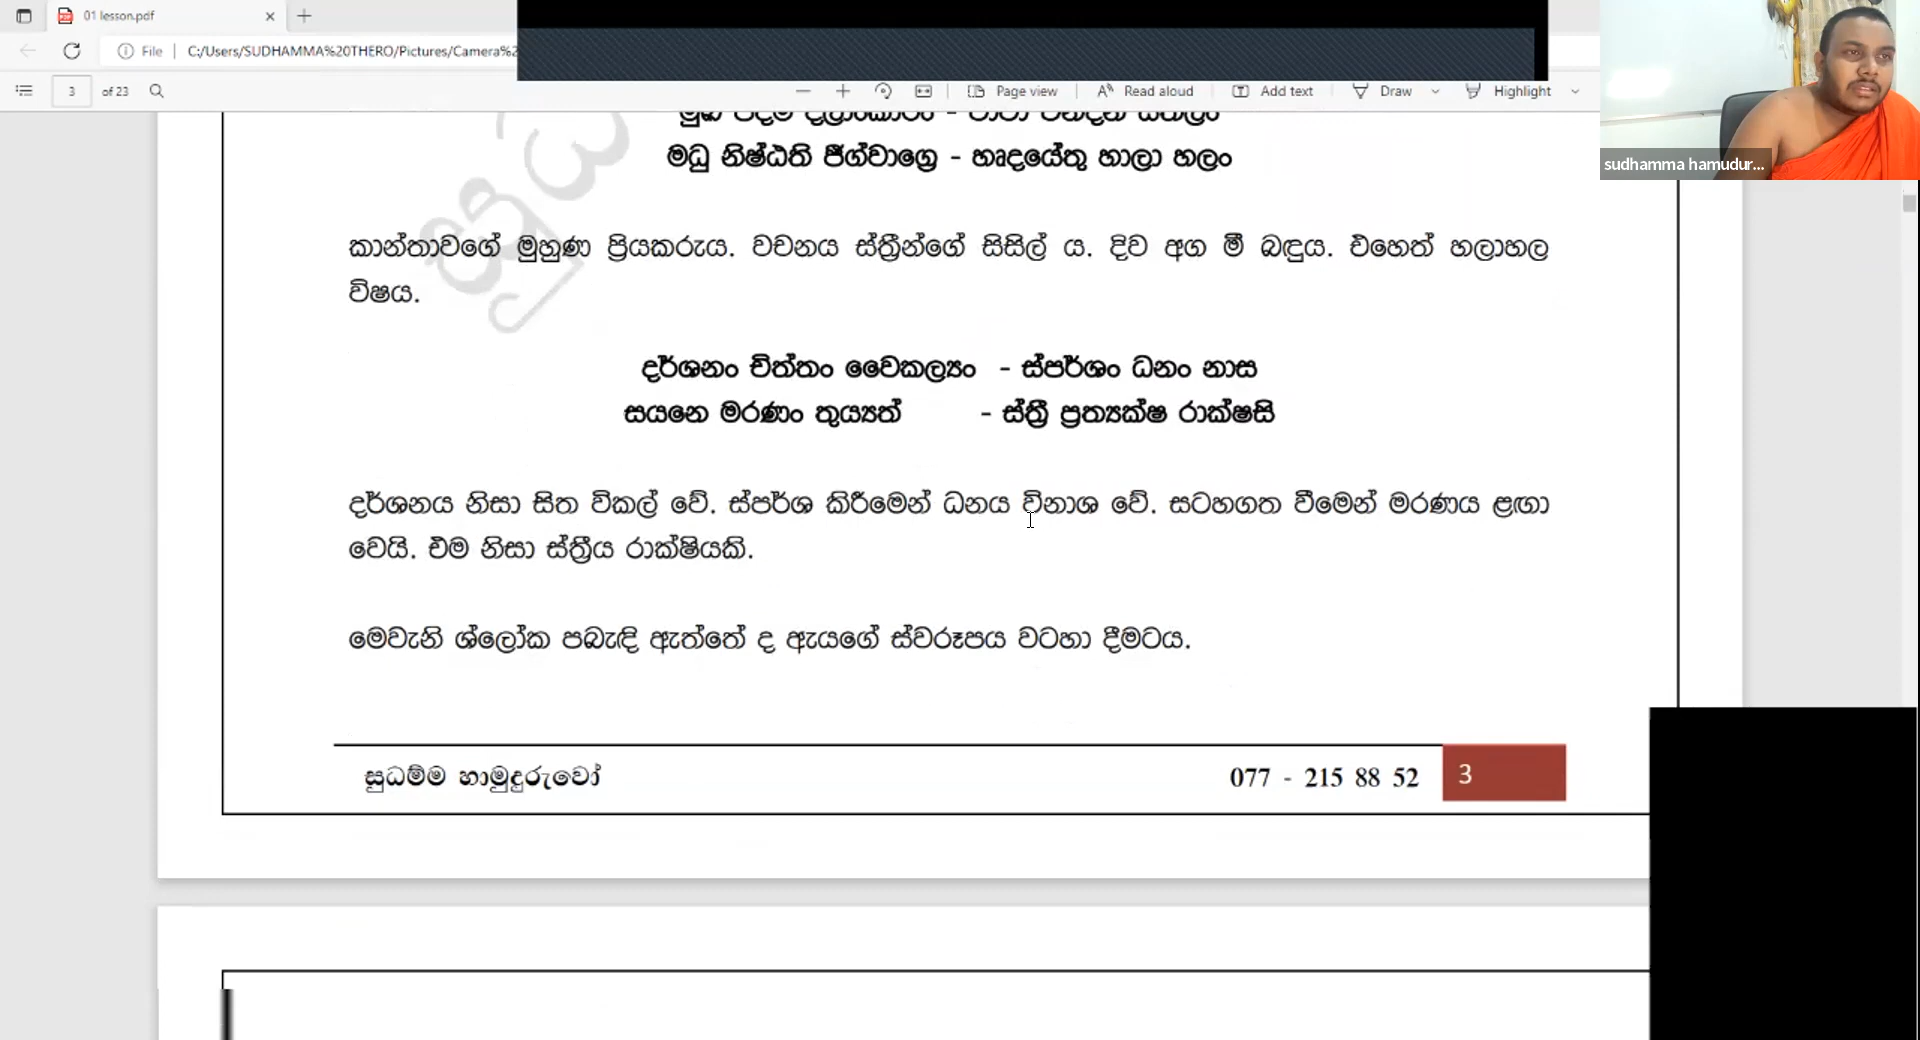 01 lesson.pdf
File
C:/Users/SUDHAMMA%20THERO/Pictures/Camera%2
3 of 23
Page view
Read aloud
Add text
Draw
Highlight
sudhamma hamudur...
මධු නිෂ්ඨති ජීග්වාග්‍රෙ - හෘදයේතු හාලා හලං
කාන්තාවගේ මුහුණ ප්‍රියකරුය. වචනය ස්ත්‍රීන්ගේ සිසිල් ය. දිව අග මී බඳුය. එහෙත් හලාහල
විෂය.
දර්ශනං චිත්තං වෛකල්‍යං - ස්පර්ශං ධනං නාස
සයනෙ මරණං තුය්‍යත් - ස්ත්‍රී ප්‍රත්‍යක්ෂ රාක්ෂසි
දර්ශනය නිසා සිත විකල් වේ. ස්පර්ශ කිරීමෙන් ධනය විනාශ වේ. සටහගත වීමෙන් මරණය ළඟා
වෙයි. එම නිසා ස්ත්‍රීය රාක්ෂියකි.
මෙවැනි ශ්ලෝක පබැඳි ඇත්තේ ද ඇයගේ ස්වරූපය වටහා දීමටය.
සුධම්ම හාමුදුරුවෝ
077 - 215 88 52
3